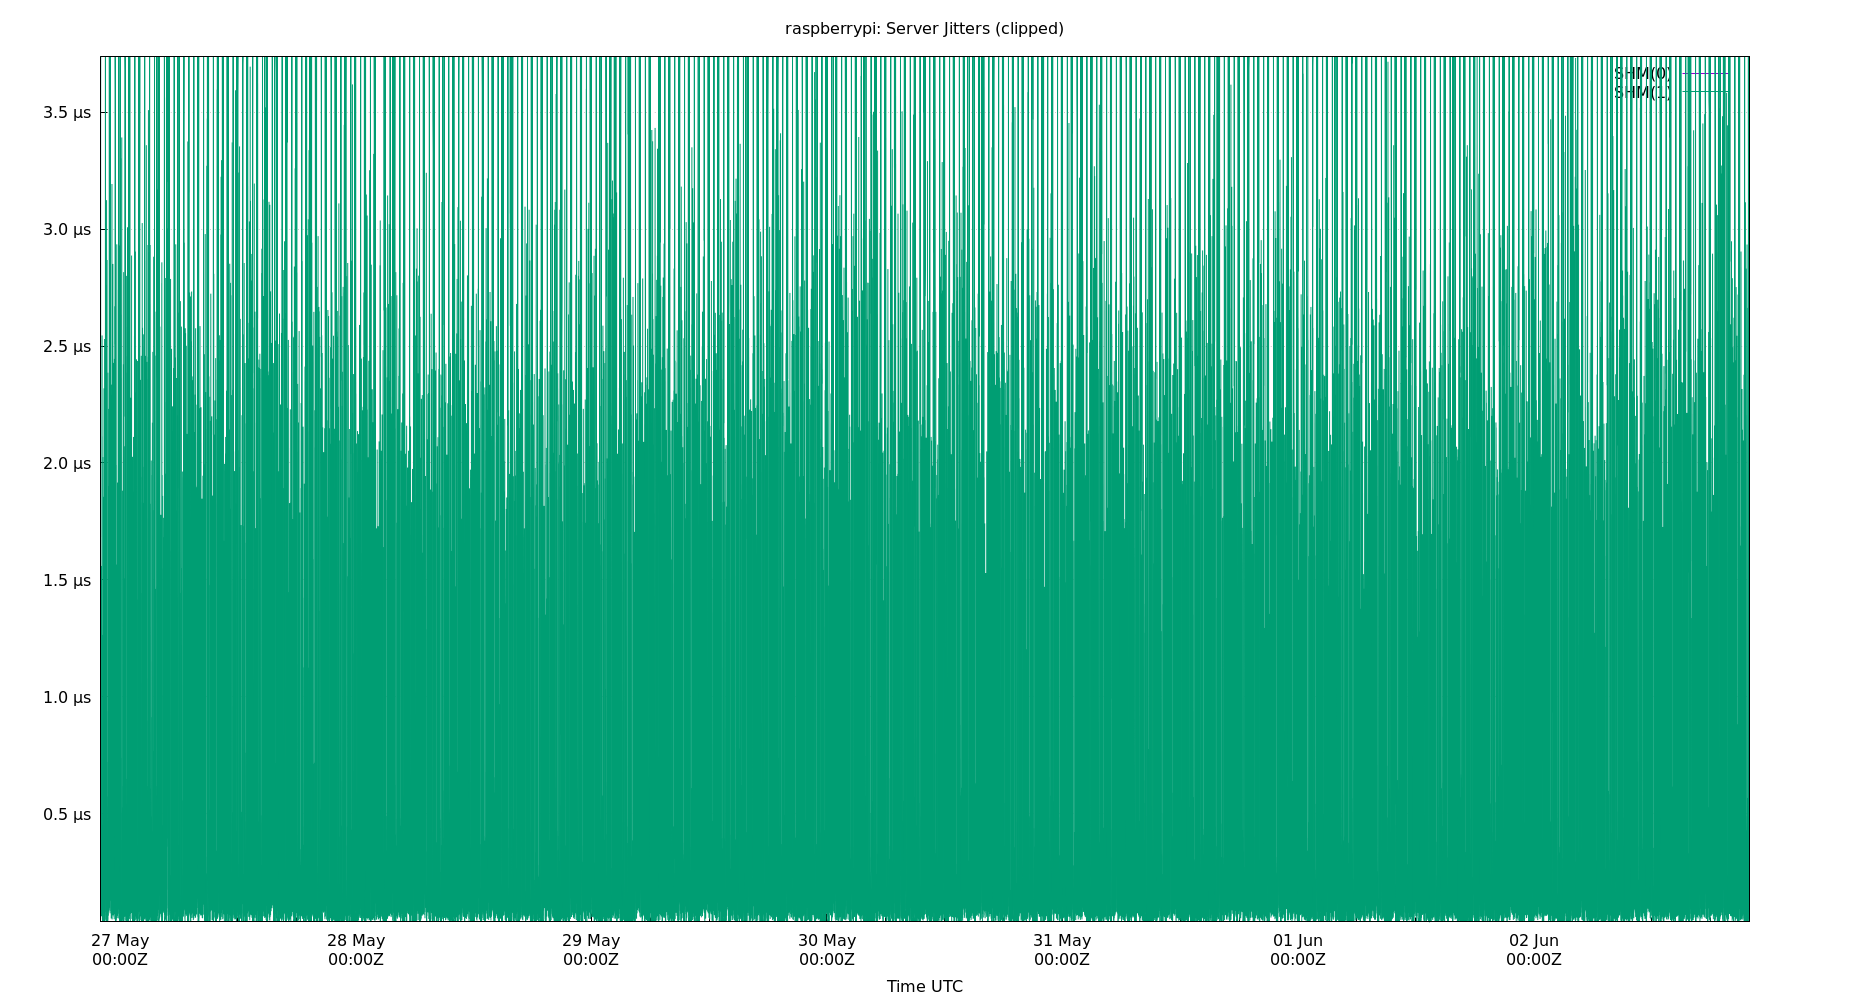 raspberrypi: Server Jitters (clipped)
SHM(0)
SHM(1)
3.5 μs
3.0 μs
2.5 μs
2.0 μs
1.5 μs
1.0 μs
0.5 μs
27 May 28 May 29 May 30 May 31 May 01 Jun 02 Jun
00:00Z 00:00Z 00:00Z 00:00Z 00:00Z 00:00Z 00:00Z
Time UTC